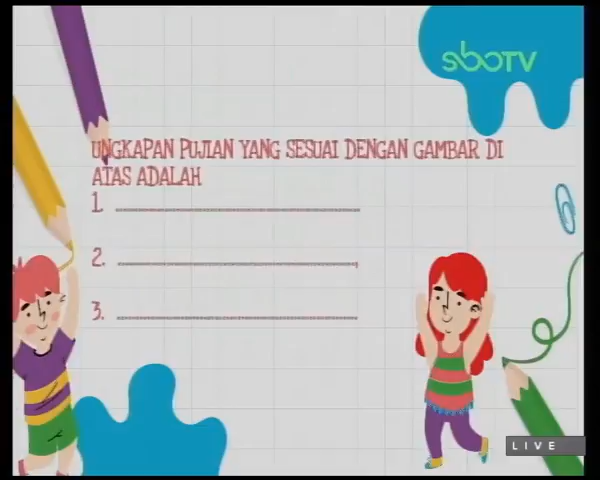 sboTV
UNGKAPAN PUJIAN YANG SESUAI DENGAN GAMBAR DI
ATAS ADALAH
1. ........................................................
2. ........................................................
3. ........................................................
LIVE